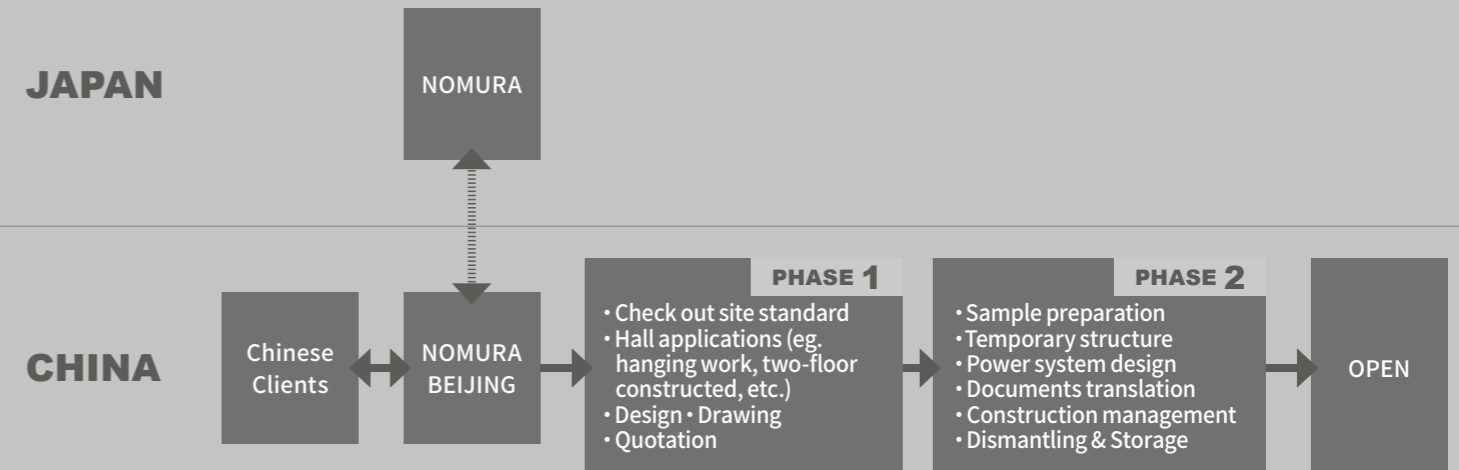 JAPAN
NOMURA
CHINA
Chinese
Clients
NOMURA
BEIJING
PHASE 1
・Check out site standard
・Hall applications (eg.
hanging work, two-floor
constructed, etc.)
・Design・Drawing
・Quotation
PHASE 2
・Sample preparation
・Temporary structure
・Power system design
・Documents translation
・Construction management
・Dismantling & Storage
OPEN